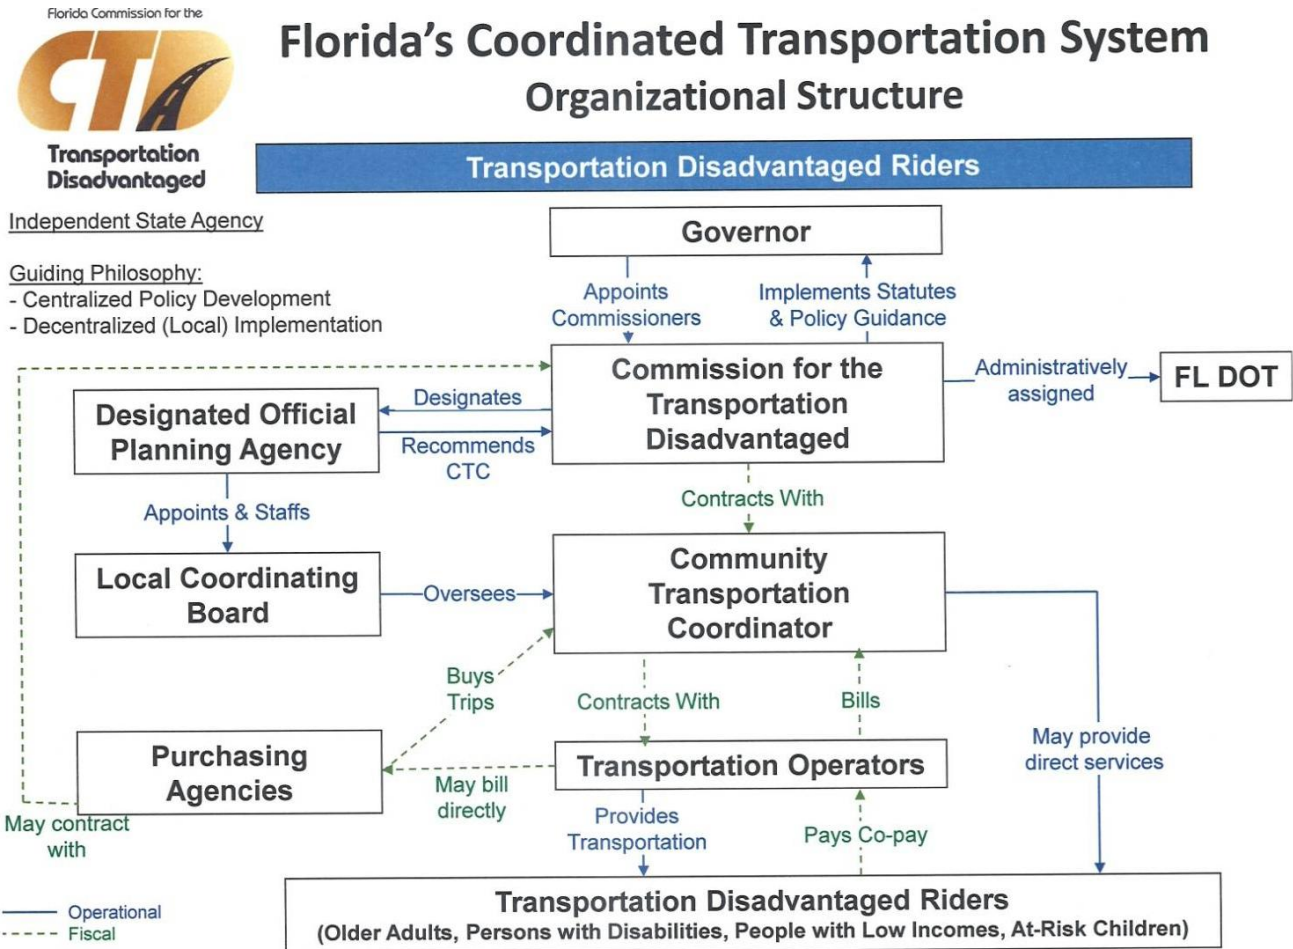 Florida Commission for the
CTD
Transportation
Disadvantaged
Florida's Coordinated Transportation System
Organizational Structure
Transportation Disadvantaged Riders
Independent State Agency
Guiding Philosophy:
- Centralized Policy Development
- Decentralized (Local) Implementation
Governor
Appoints
Commissioners
Implements Statutes
& Policy Guidance
Commission for the
Transportation
Disadvantaged
Administratively
assigned
FL DOT
Designated Official
Planning Agency
Designates
Recommends
CTC
Appoints & Staffs
Contracts With
Local Coordinating
Board
Oversees
Community
Transportation
Coordinator
Buys
Trips
Contracts With
Bills
May provide
direct services
Purchasing
Agencies
May bill
directly
Transportation Operators
May contract
with
Provides
Transportation
Pays Co-pay
Transportation Disadvantaged Riders
(Older Adults, Persons with Disabilities, People with Low Incomes, At-Risk Children)
Operational
Fiscal